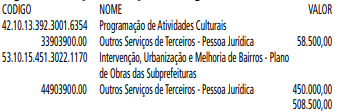 CÓDIGO NOME VALOR
42.10.13.392.3001.6354 Programação de Atividades Culturais
33903900.00 Outros Serviços de Terceiros - Pessoa Jurídica 58.500,00
53.10.15.451.3022.1170 Intervenção, Urbanização e Melhoria de Bairros - Plano
de Obras das Subprefeituras
44903900.00 Outros Serviços de Terceiros - Pessoa Jurídica 450.000,00
508.500,00